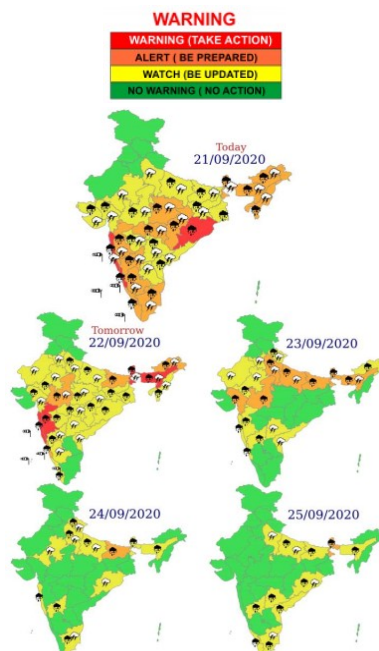 WARNING
WARNING (TAKE ACTION)
ALERT ( BE PREPARED)
WATCH (BE UPDATED)
NO WARNING ( NO ACTION)
Today
21/09/2020
Tomorrow
22/09/2020
23/09/2020
24/09/2020
25/09/2020